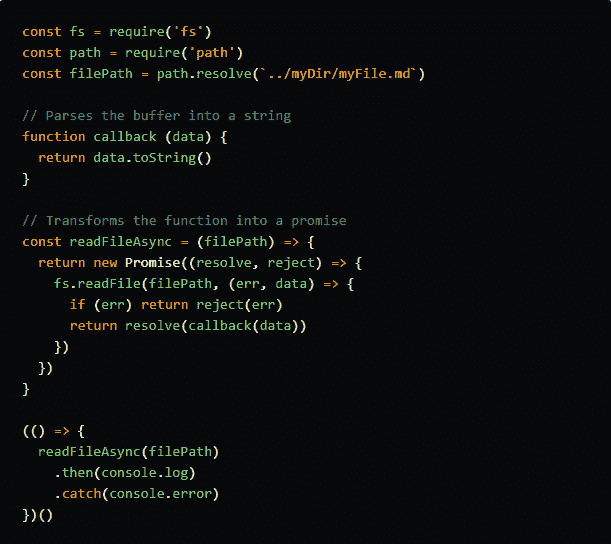 const fs = require('fs')
const path = require('path')
const filePath = path.resolve(`../myDir/myFile.md`)

// Parses the buffer into a string
function callback (data) {
  return data.toString()
}

// Transforms the function into a promise
const readFileAsync = (filePath) => {
  return new Promise((resolve, reject) => {
    fs.readFile(filePath, (err, data) => {
      if (err) return reject(err)
      return resolve(callback(data))
    })
  })
}

(() => {
  readFileAsync(filePath)
    .then(console.log)
    .catch(console.error)
})()